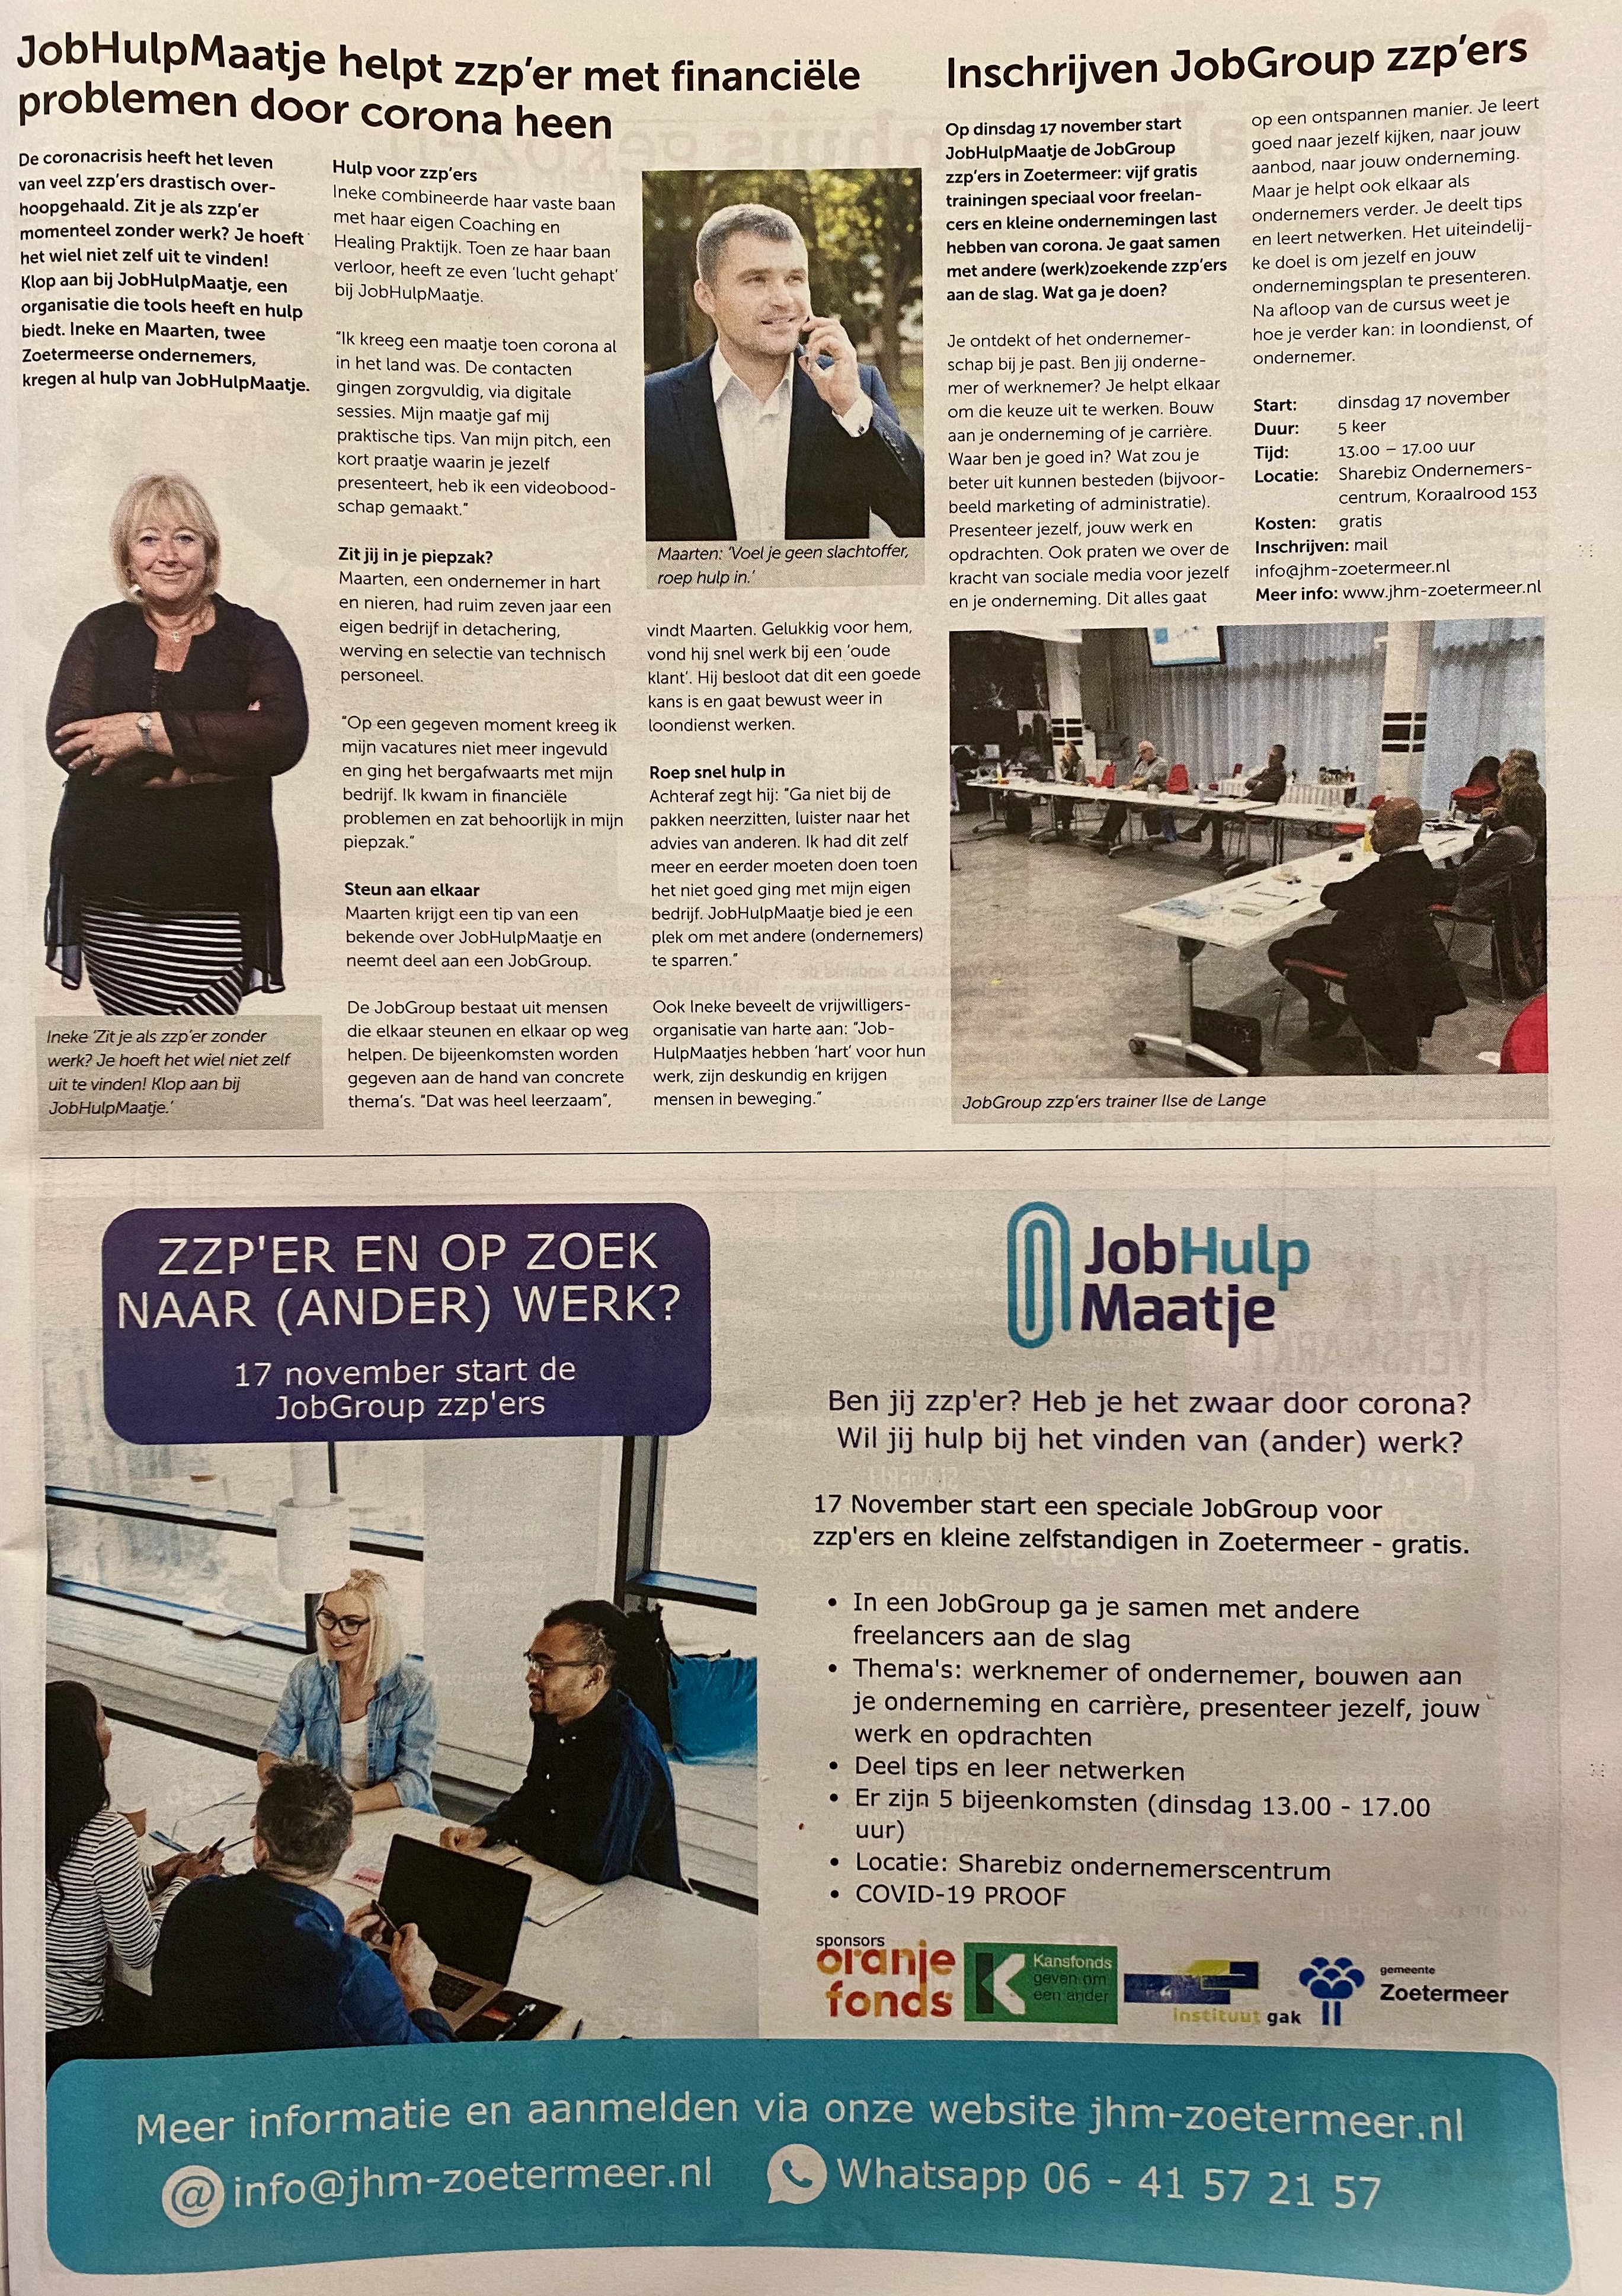 JobHulpMaatje helpt zzp'er met financiële
problemen door corona heen
De coronacrisis heeft het leven
van veel zzp'ers drastisch over-
hoopgehaald. Zit je als zzp'er
momenteel zonder werk? Je hoeft
het wiel niet zelf uit te vinden!
Klop aan bij JobHulpMaatje, een
organisatie die tools heeft en hulp
biedt. Ineke en Maarten, twee
Zoetermeerse ondernemers,
kregen al hulp van JobHulpMaatje.
Ineke 'Zit je als zzp'er zonder
werk? Je hoeft het wiel niet zelf
uit te vinden! Klop aan bij
JobHulpMaatje.'
Hulp voor zzp'ers
Ineke combineerde haar vaste baan
met haar eigen Coaching en
Healing Praktijk. Toen ze haar baan
verloor, heeft ze even 'lucht gehapt'
bij JobHulpMaatje.
"Ik kreeg een maatje toen corona al
in het land was. De contacten
gingen zorgvuldig, via digitale
sessies. Mijn maatje gaf mij
praktische tips. Van mijn pitch, een
kort praatje waarin je jezelf
presenteert, heb ik een videobood-
schap gemaakt."
Zit jij in je piepzak?
Maarten, een ondernemer in hart
en nieren, had ruim zeven jaar een
eigen bedrijf in detachering,
werving en selectie van technisch
personeel.
"Op een gegeven moment kreeg ik
mijn vacatures niet meer ingevuld
en ging het bergafwaarts met mijn
bedrijf. Ik kwam in financiële
problemen en zat behoorlijk in mijn
piepzak."
Steun aan elkaar
Maarten krijgt een tip van een
bekende over JobHulpMaatje en
neemt deel aan een JobGroup.
De JobGroup bestaat uit mensen
die elkaar steunen en elkaar op weg
helpen. De bijeenkomsten worden
gegeven aan de hand van concrete
thema's. "Dat was heel leerzaam",
Maarten: 'Voel je geen slachtoffer,
roep hulp in.'
vindt Maarten. Gelukkig voor hem,
vond hij snel werk bij een 'oude
klant'. Hij besloot dat dit een goede
kans is en gaat bewust weer in
loondienst werken.
Roep snel hulp in
Achteraf zegt hij: "Ga niet bij de
pakken neerzitten, luister naar het
advies van anderen. Ik had dit zelf
meer en eerder moeten doen toen
het niet goed ging met mijn eigen
bedrijf. JobHulpMaatje bied je een
plek om met andere (ondernemers)
te sparren."
Ook Ineke beveelt de vrijwilligers-
organisatie van harte aan: "Job-
HulpMaatjes hebben 'hart' voor hun
werk, zijn deskundig en krijgen
mensen in beweging."
Inschrijven JobGroup zzp'ers
Op dinsdag 17 november start
JobHulpMaatje de JobGroup
zzp'ers in Zoetermeer: vijf gratis
trainingen speciaal voor freelan-
cers en kleine ondernemingen last
hebben van corona. Je gaat samen
met andere (werk)zoekende zzp'ers
aan de slag. Wat ga je doen?
Je ontdekt of het ondernemer-
schap bij je past. Ben jij onderne-
mer of werknemer? Je helpt elkaar
om die keuze uit te werken. Bouw
aan je onderneming of je carrière.
Waar ben je goed in? Wat zou je
beter uit kunnen besteden (bijvoor-
beeld marketing of administratie).
Presenteer jezelf, jouw werk en
opdrachten. Ook praten we over de
kracht van sociale media voor jezelf
en je onderneming. Dit alles gaat
op een ontspannen manier. Je leert
goed naar jezelf kijken, naar jouw
aanbod, naar jouw onderneming.
Maar je helpt ook elkaar als
ondernemers verder. Je deelt tips
en leert netwerken. Het uiteindelij-
ke doel is om jezelf en jouw
ondernemingsplan te presenteren.
Na afloop van de cursus weet je
hoe je verder kan: in loondienst, of
ondernemer.
Start: dinsdag 17 november
Duur: 5 keer
Tijd: 13.00 – 17.00 uur
Locatie: Sharebiz Ondernemers-
centrum, Koraalrood 153
Kosten: gratis
Inschrijven: mail
info@jhm-zoetermeer.nl
Meer info: www.jhm-zoetermeer.nl
JobGroup zzp'ers trainer Ilse de Lange
ZZP'ER EN OP ZOEK
NAAR (ANDER) WERK?
17 november start de
JobGroup zzp'ers
JobHulp
Maatje
Ben jij zzp'er? Heb je het zwaar door corona?
Wil jij hulp bij het vinden van (ander) werk?
17 November start een speciale JobGroup voor
zzp'ers en kleine zelfstandigen in Zoetermeer - gratis.
• In een JobGroup ga je samen met andere
freelancers aan de slag
• Thema's: werknemer of ondernemer, bouwen aan
je onderneming en carrière, presenteer jezelf, jouw
werk en opdrachten
• Deel tips en leer netwerken
• Er zijn 5 bijeenkomsten (dinsdag 13.00 - 17.00
uur)
• Locatie: Sharebiz ondernemerscentrum
• COVID-19 PROOF
sponsors
oranje
fonds
Kansfonds
geven om
een ander
instituut gak
gemeente
Zoetermeer
Meer informatie en aanmelden via onze website jhm-zoetermeer.nl
@ info@jhm-zoetermeer.nl Whatsapp 06 - 41 57 21 57